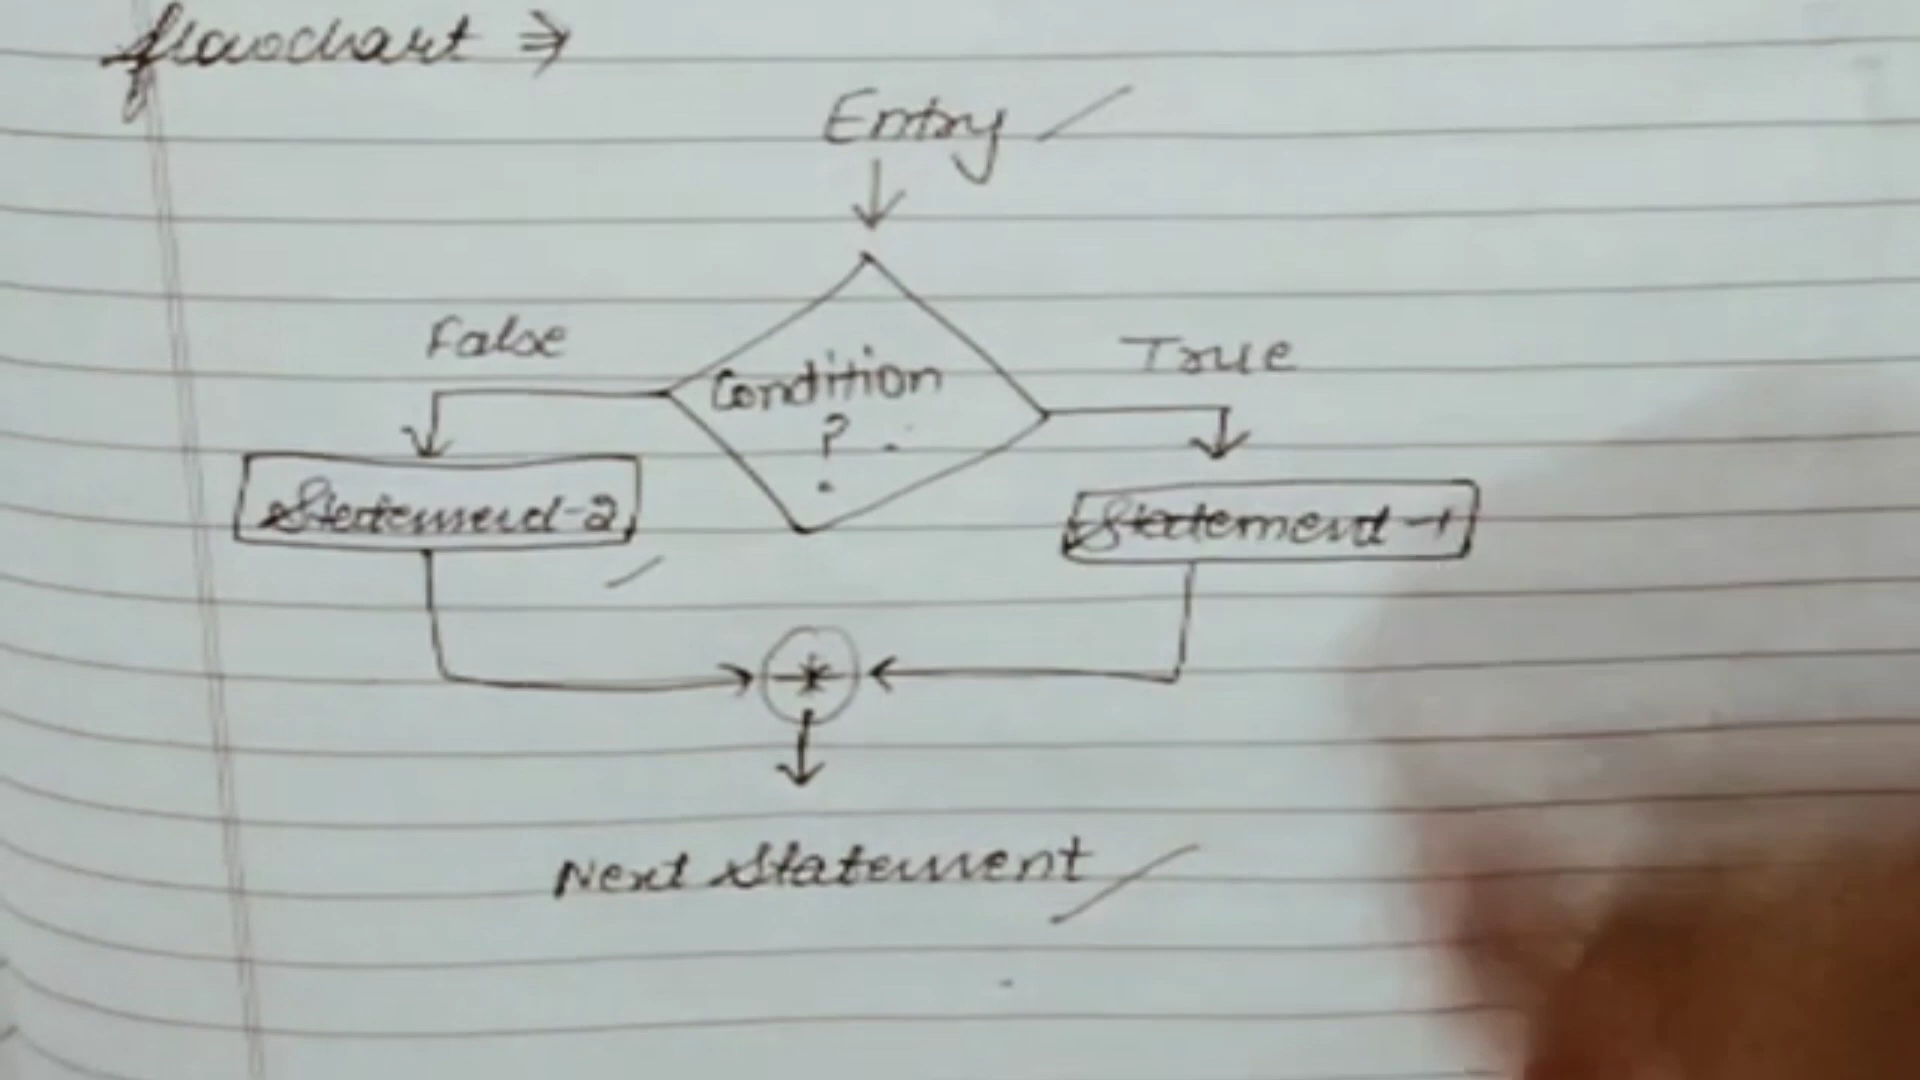 flowchart ⇒
Entry
False
True
Condition
?
Statement-2
Statement-1
*
Next Statement